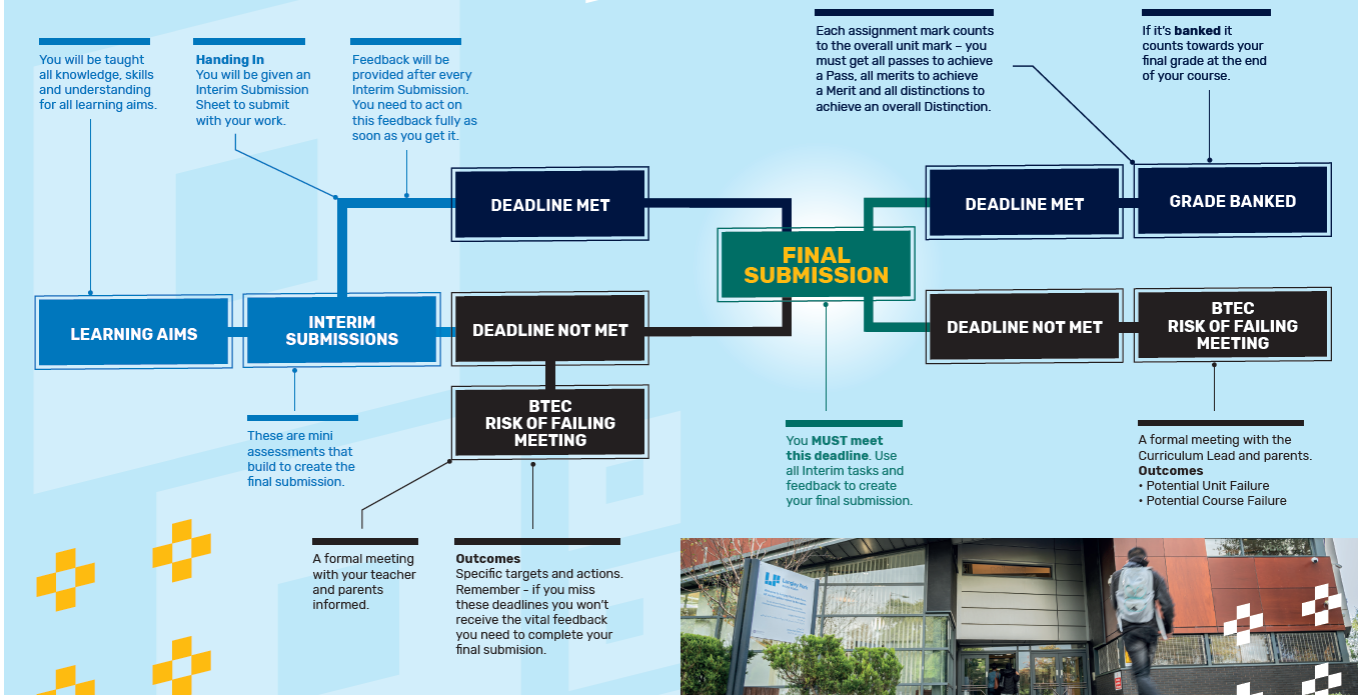 You will be taught
all knowledge, skills
and understanding
for all learning aims.
Handing In
You will be given an
Interim Submission
Sheet to submit
with your work.
Feedback will be
provided after every
Interim Submission.
You need to act on
this feedback fully as
soon as you get it.
Each assignment mark counts
to the overall unit mark – you
must get all passes to achieve
a Pass, all merits to achieve
a Merit and all distinctions to
achieve an overall Distinction.
If it's banked it
counts towards your
final grade at the end
of your course.
DEADLINE MET
FINAL
SUBMISSION
DEADLINE MET
GRADE BANKED
LEARNING AIMS
INTERIM
SUBMISSIONS
DEADLINE NOT MET
DEADLINE NOT MET
BTEC
RISK OF FAILING
MEETING
BTEC
RISK OF FAILING
MEETING
These are mini
assessments that
build to create the
final submission.
You MUST meet
this deadline. Use
all Interim tasks and
feedback to create
your final submission.
A formal meeting with the
Curriculum Lead and parents.
Outcomes
• Potential Unit Failure
• Potential Course Failure
A formal meeting
with your teacher
and parents
informed.
Outcomes
Specific targets and actions.
Remember – if you miss
these deadlines you won't
receive the vital feedback
you need to complete your
final submision.
Langley Park